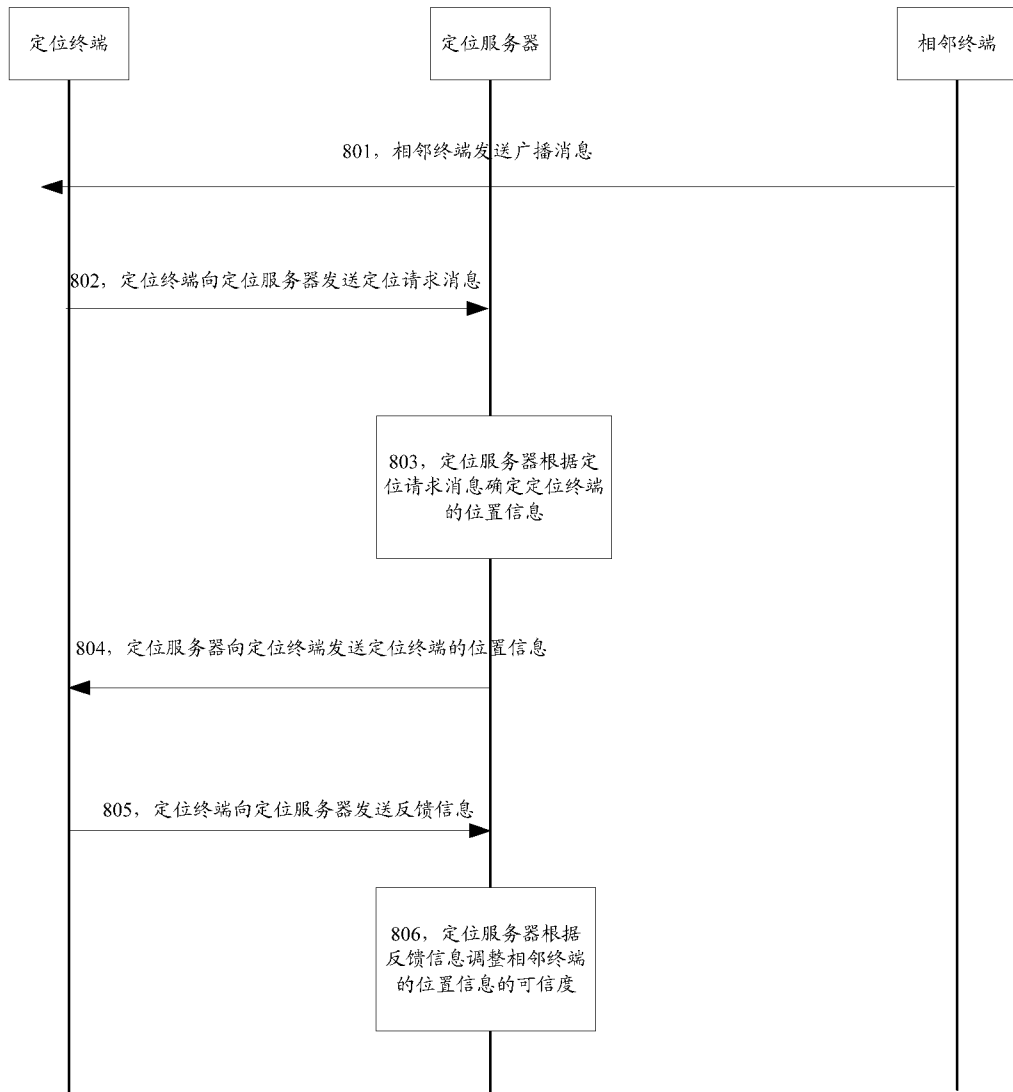 定位终端
定位服务器
相邻终端
801，相邻终端发送广播消息
802，定位终端向定位服务器发送定位请求消息
803，定位服务器根据定
位请求消息确定定位终端
的位置信息
804，定位服务器向定位终端发送定位终端的位置信息
805，定位终端向定位服务器发送反馈信息
806，定位服务器根据
反馈信息调整相邻终端
的位置信息的可信度